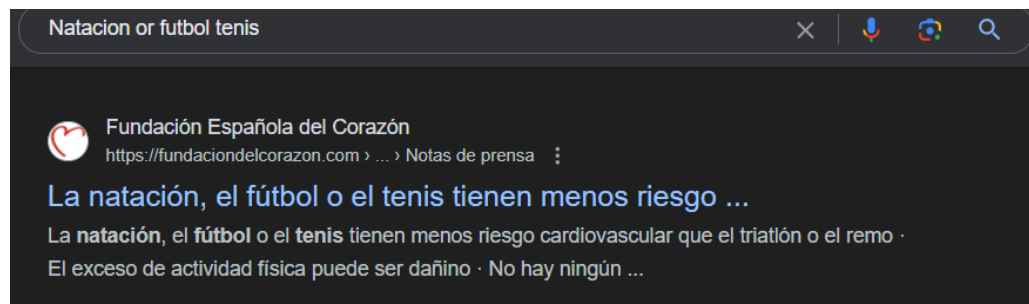 Natacion or futbol tenis
Fundación Española del Corazón
https://fundaciondelcorazon.com › ... › Notas de prensa
La natación, el fútbol o el tenis tienen menos riesgo ...
La natación, el fútbol o el tenis tienen menos riesgo cardiovascular que el triatlón o el remo ·
El exceso de actividad física puede ser dañino · No hay ningún ...